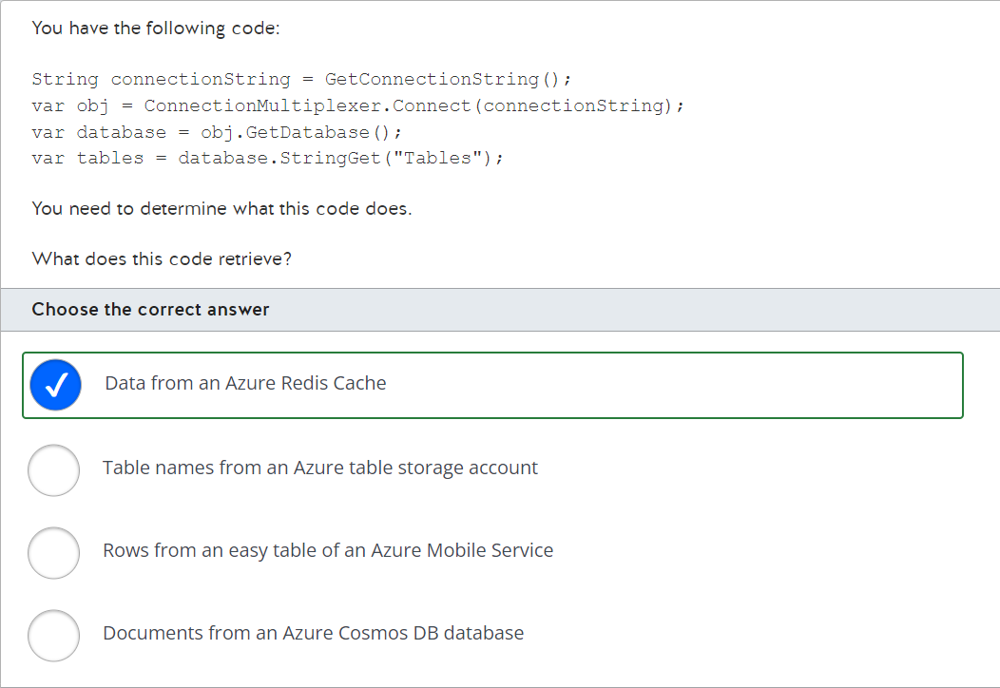 You have the following code:
String connectionString = GetConnectionString();
var obj = ConnectionMultiplexer.Connect(connectionString);
var database = obj.GetDatabase();
var tables = database.StringGet("Tables");
You need to determine what this code does.
What does this code retrieve?
Choose the correct answer
Data from an Azure Redis Cache
Table names from an Azure table storage account
Rows from an easy table of an Azure Mobile Service
Documents from an Azure Cosmos DB database